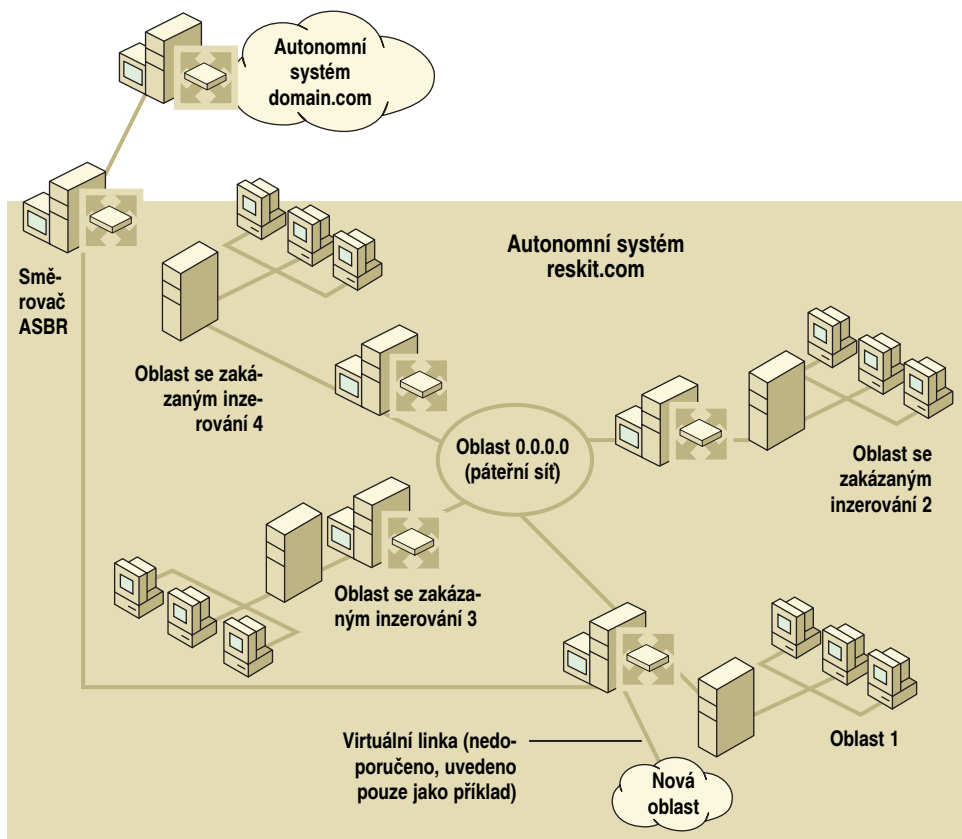 Autonomní
systém
domain.com
Autonomní systém
reskit.com
Smě-
rovač
ASBR
Oblast se zaká-
zaným inze-
rování 4
Oblast 0.0.0.0
(páteřní síť)
Oblast se
zakázaným
inzerování 2
Oblast se zakáza-
ným inzerování 3
Oblast 1
Virtuální linka (nedo-
poručeno, uvedeno
pouze jako příklad)
Nová
oblast